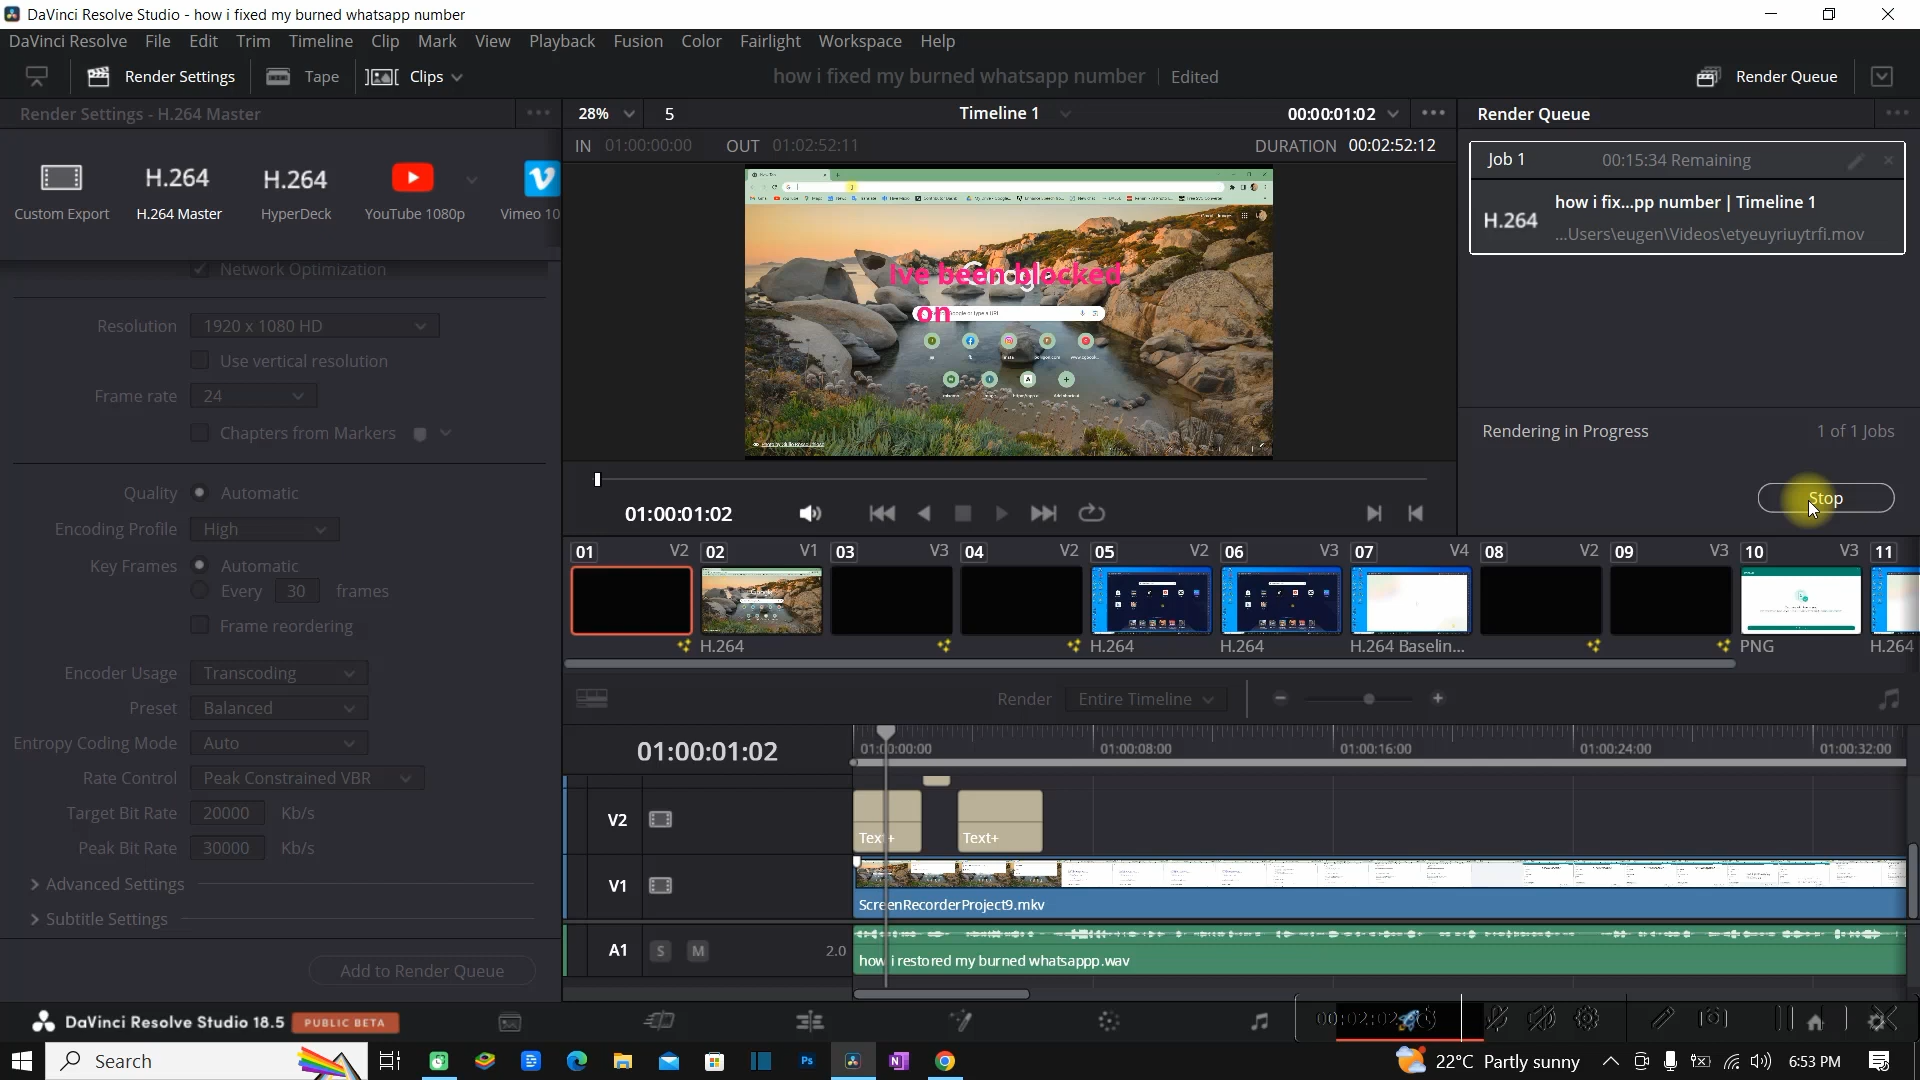 DaVinci Resolve Studio - how i fixed my burned whatsapp number
DaVinci Resolve File Edit Trim Timeline Clip Mark View Playback Fusion Color Fairlight Workspace Help
Render Settings Tape Clips how i fixed my burned whatsapp number Edited Render Queue
Render Settings - H.264 Master
28% 5 Timeline 1 00:00:01:02
Render Queue
IN 01:00:00:00 OUT 01:02:52:11 DURATION 00:02:52:12
H.264 H.264
Custom Export H.264 Master HyperDeck YouTube 1080p Vimeo 10
Job 1 00:15:34 Remaining
H.264 how i fix...pp number | Timeline 1
...Users\eugen\Videos\etyeuyriuytrfi.mov
Ive been blocked
on
Network Optimization
Resolution 1920 x 1080 HD
Use vertical resolution
Frame rate 24
Chapters from Markers
Quality Automatic
Encoding Profile High
Key Frames Automatic
Every 30 frames
Frame reordering
Encoder Usage Transcoding
Preset Balanced
Entropy Coding Mode Auto
Rate Control Peak Constrained VBR
Target Bit Rate 20000 Kb/s
Peak Bit Rate 30000 Kb/s
Advanced Settings
Subtitle Settings
Add to Render Queue
Rendering in Progress 1 of 1 Jobs
Stop
01:00:01:02
01 V2 02 V1 03 V3 04 V2 05 V2 06 V3 07 V4 08 V2 09 V3 10 V3 11
H.264 H.264 H.264 H.264 Baselin... PNG H.264
Render Entire Timeline
01:00:01:02 01:00:00:00 01:00:08:00 01:00:16:00 01:00:24:00 01:00:32:00
V2 Text+ Text+
V1 ScreenRecorderProject9.mkv
A1 S M 2.0 how i restored my burned whatsappp.wav
DaVinci Resolve Studio 18.5 PUBLIC BETA
Search 22°C Partly sunny 6:53 PM